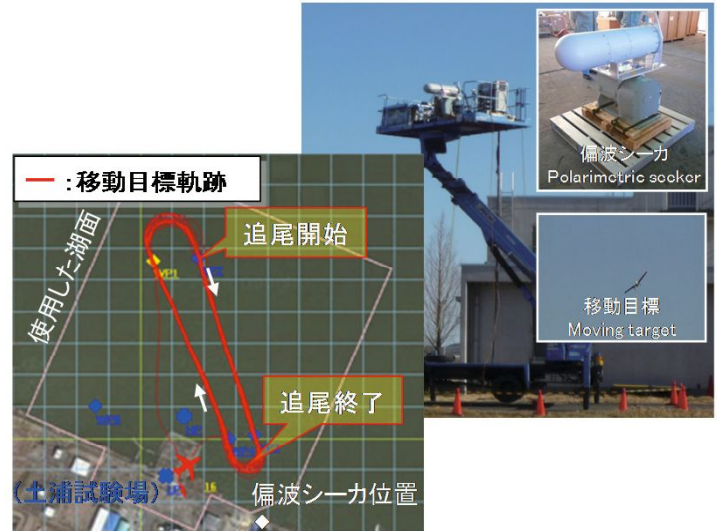 偏波シーカ
Polarimetric seeker
移動目標
Moving target
━ :移動目標軌跡
追尾開始
使用した湖面
追尾終了
(土浦試験場)
偏波シーカ位置